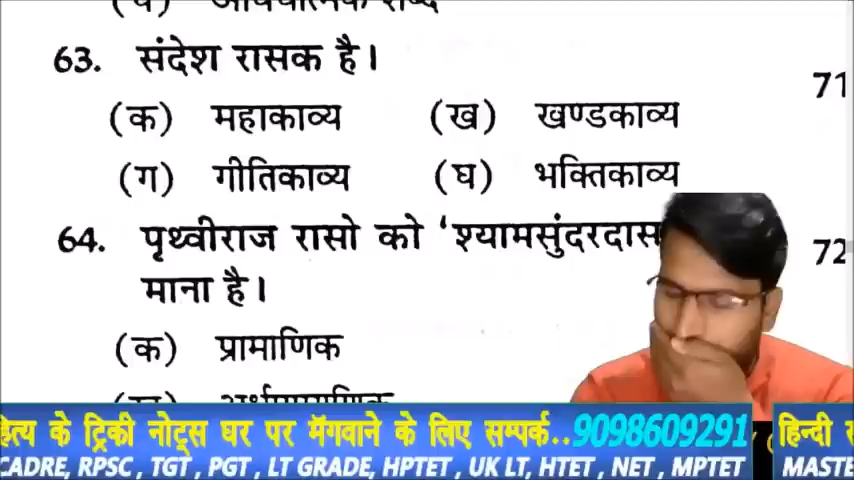 63. संदेश रासक है।
71
(क) महाकाव्य (ख) खण्डकाव्य
(ग) गीतिकाव्य (घ) भक्तिकाव्य
64. पृथ्वीराज रासो को 'श्यामसुंदरदास
72
माना है।
(क) प्रामाणिक
हित्य के ट्रिकी नोट्स घर पर मॅगवाने के लिए सम्पर्क..9098609291 हिन्दी
CADRE, RPSC, TGT, PGT, LT GRADE, HPTET, UK LT, HTET, NET, MPTET MASTE